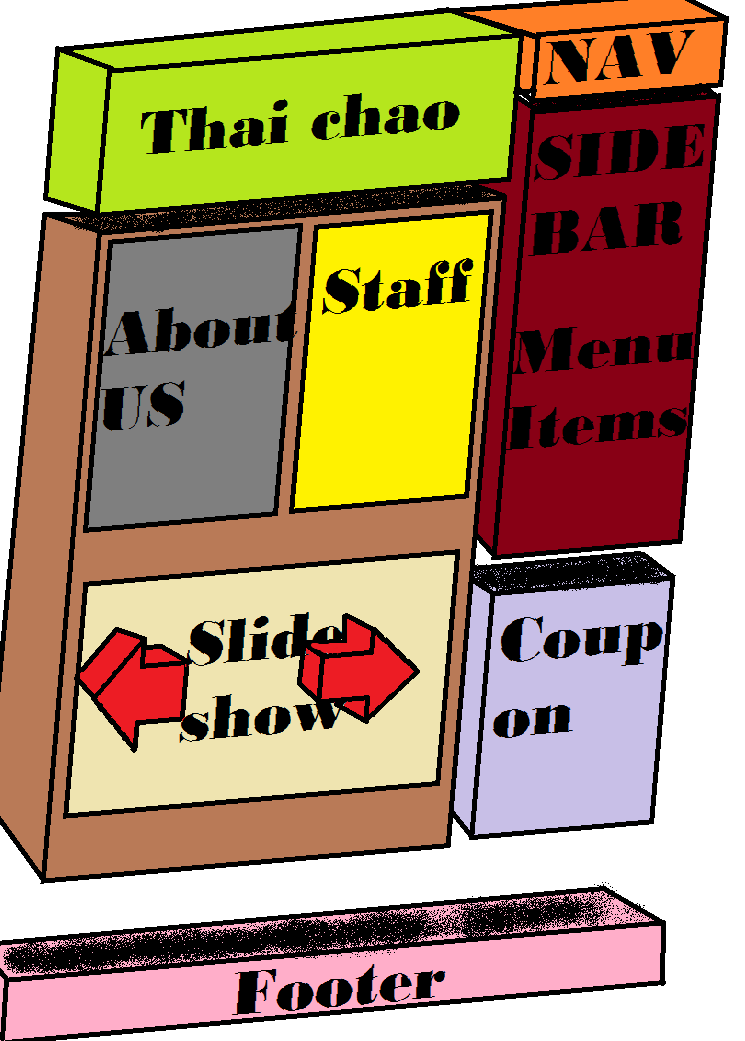 Thai chao
NAV
SIDE
BAR
Menu
Items
About
US
Staff
Slide
show
Coup
on
Footer